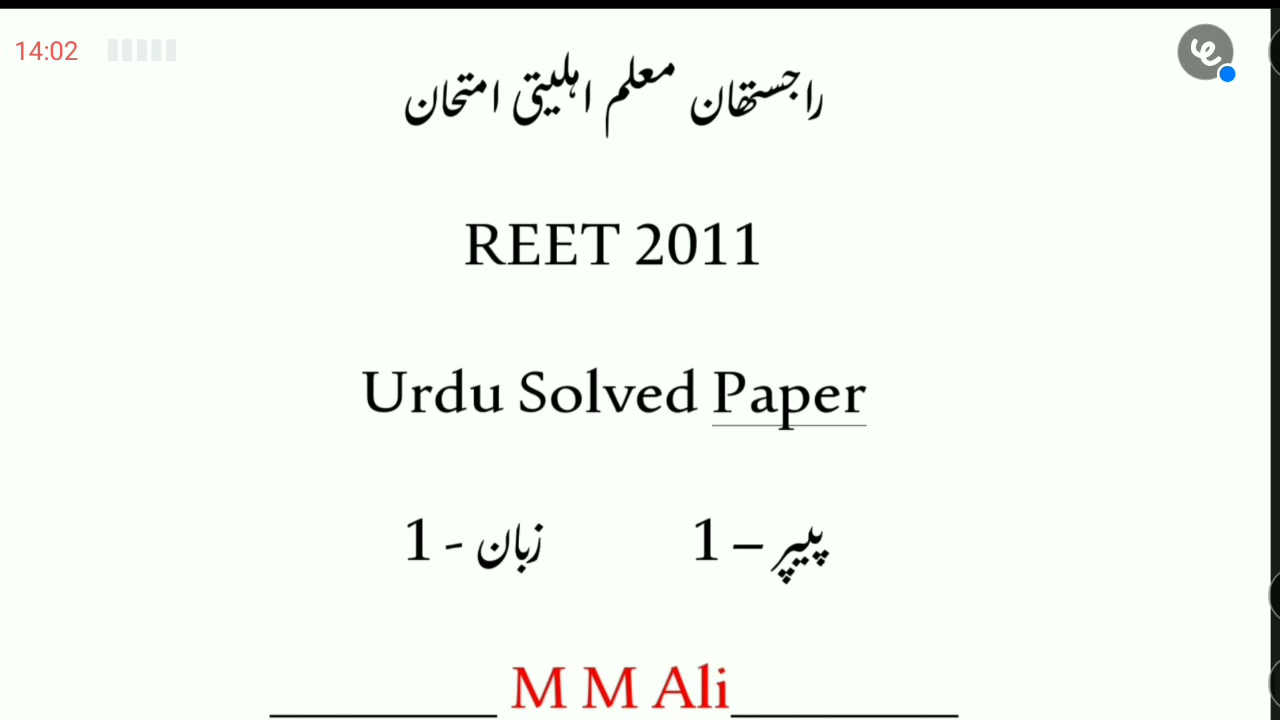 14:02
راجستھان معلم اہلیتی امتحان
REET 2011
Urdu Solved Paper
پیپر – 1 زبان - 1
M M Ali